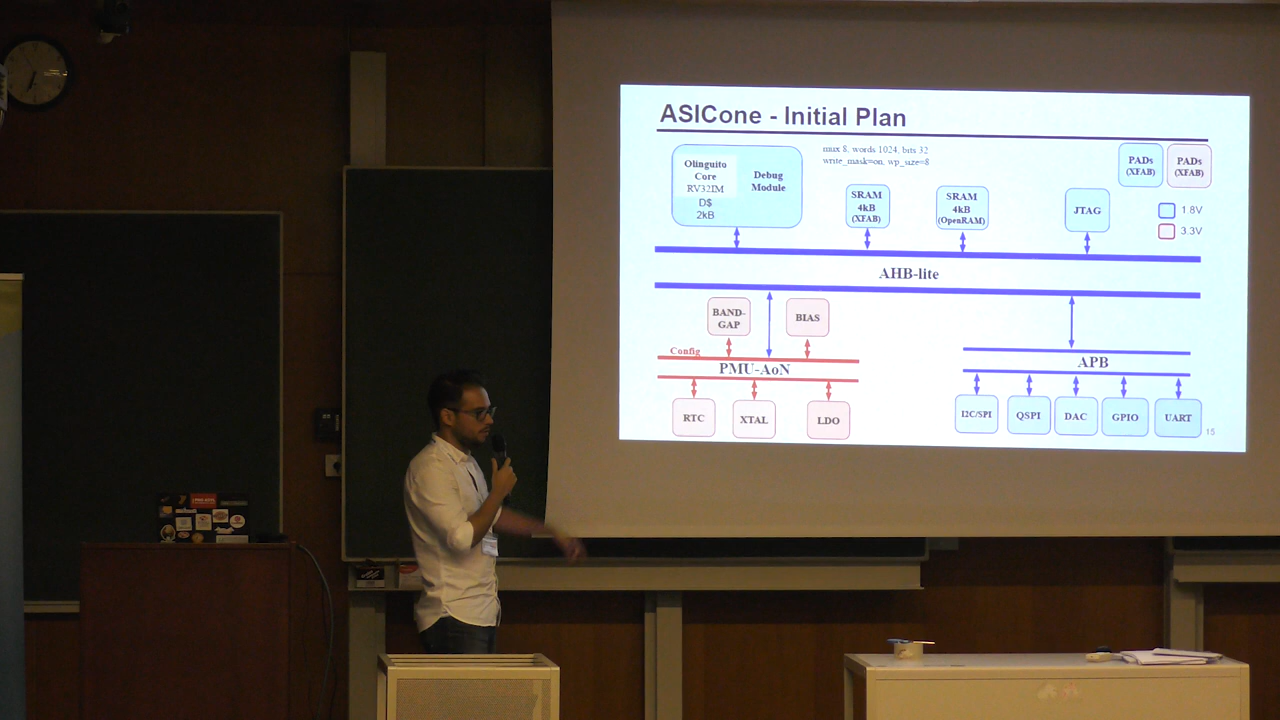 ASICone - Initial Plan
Olinguito
Core
RV32IM
D$
2kB
Debug
Module
mux 8, words 1024, bits 32
write_mask=on, wp_size=8
SRAM
4kB
(XFAB)
SRAM
4kB
(OpenRAM)
JTAG
PADs
(XFAB)
PADs
(XFAB)
1.8V
3.3V
AHB-lite
BAND-
GAP
BIAS
Config
PMU-AoN
RTC
XTAL
LDO
APB
I2C/SPI
QSPI
DAC
GPIO
UART
15